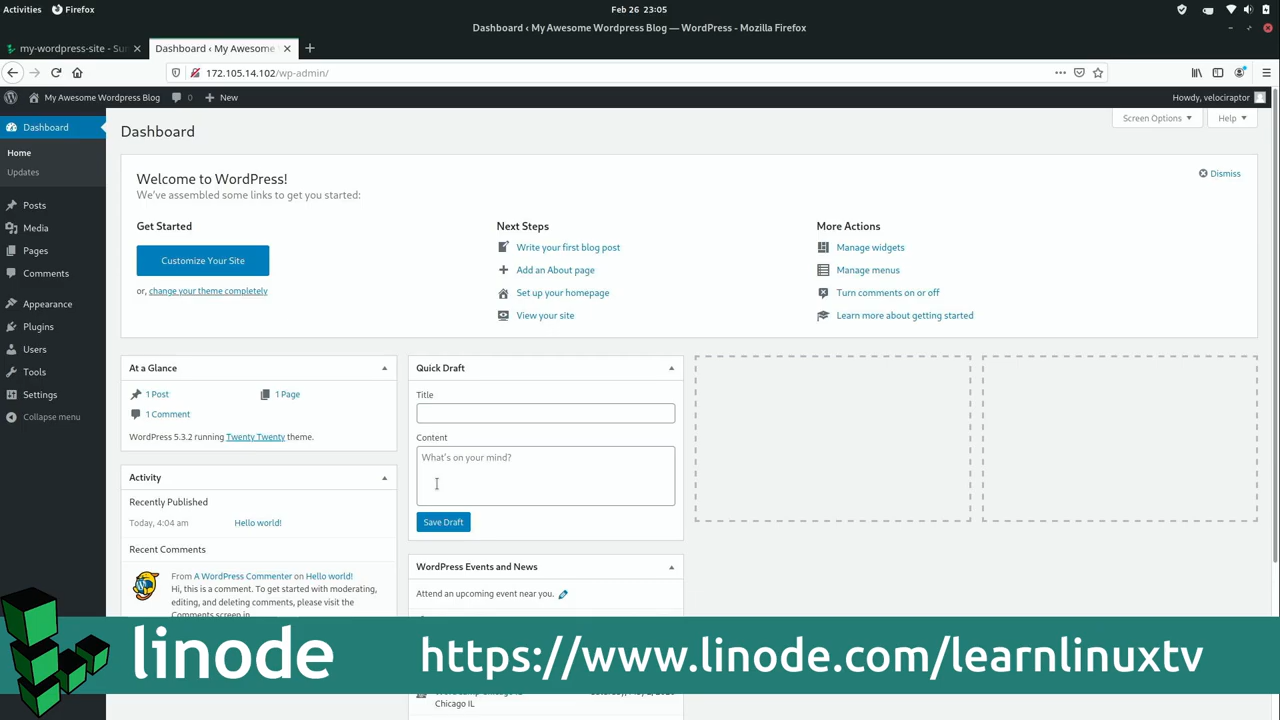 Activities
Firefox
Feb 26 23:05
Dashboard ‹ My Awesome Wordpress Blog — WordPress - Mozilla Firefox
my-wordpress-site - Sum
Dashboard ‹ My Awesome
172.105.14.102/wp-admin/
My Awesome Wordpress Blog
0
New
Howdy, velociraptor
Dashboard
Home
Updates
Posts
Media
Pages
Comments
Appearance
Plugins
Users
Tools
Settings
Collapse menu
Dashboard
Screen Options
Help
Welcome to WordPress!
We've assembled some links to get you started:
Dismiss
Get Started
Customize Your Site
or, change your theme completely
Next Steps
Write your first blog post
Add an About page
Set up your homepage
View your site
More Actions
Manage widgets
Manage menus
Turn comments on or off
Learn more about getting started
At a Glance
1 Post
1 Page
1 Comment
WordPress 5.3.2 running Twenty Twenty theme.
Activity
Recently Published
Today, 4:04 am
Hello world!
Recent Comments
From A WordPress Commenter on Hello world!
Hi, this is a comment. To get started with moderating,
editing, and deleting comments, please visit the
Comments screen in
Quick Draft
Title
Content
What's on your mind?
Save Draft
WordPress Events and News
Attend an upcoming event near you.
Chicago IL
linode
https://www.linode.com/learnlinuxtv